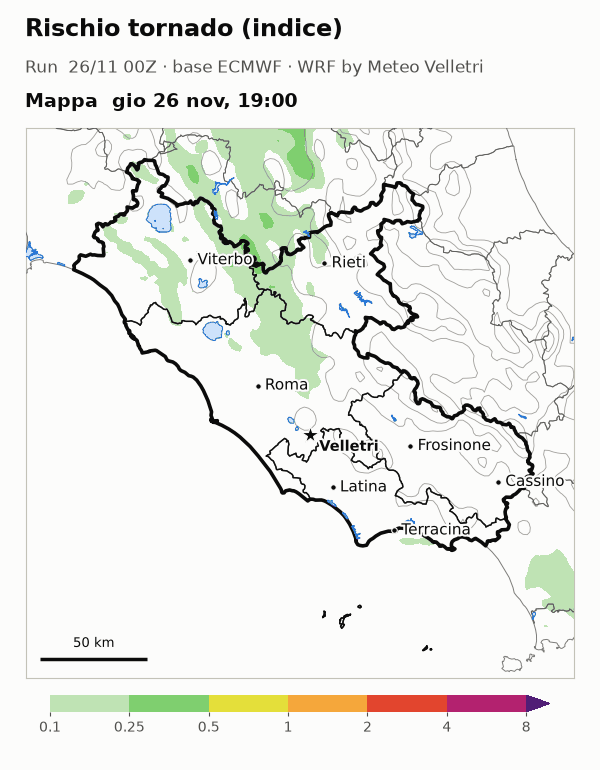 Rischio tornado (indice)
Run  26/11 00Z · base ECMWF · WRF by Meteo Velletri
Mappa  gio 26 nov, 19:00
Viterbo
Rieti
Roma
Velletri
Frosinone
Latina
Cassino
Terracina
50 km
0.1 0.25 0.5 1 2 4 8